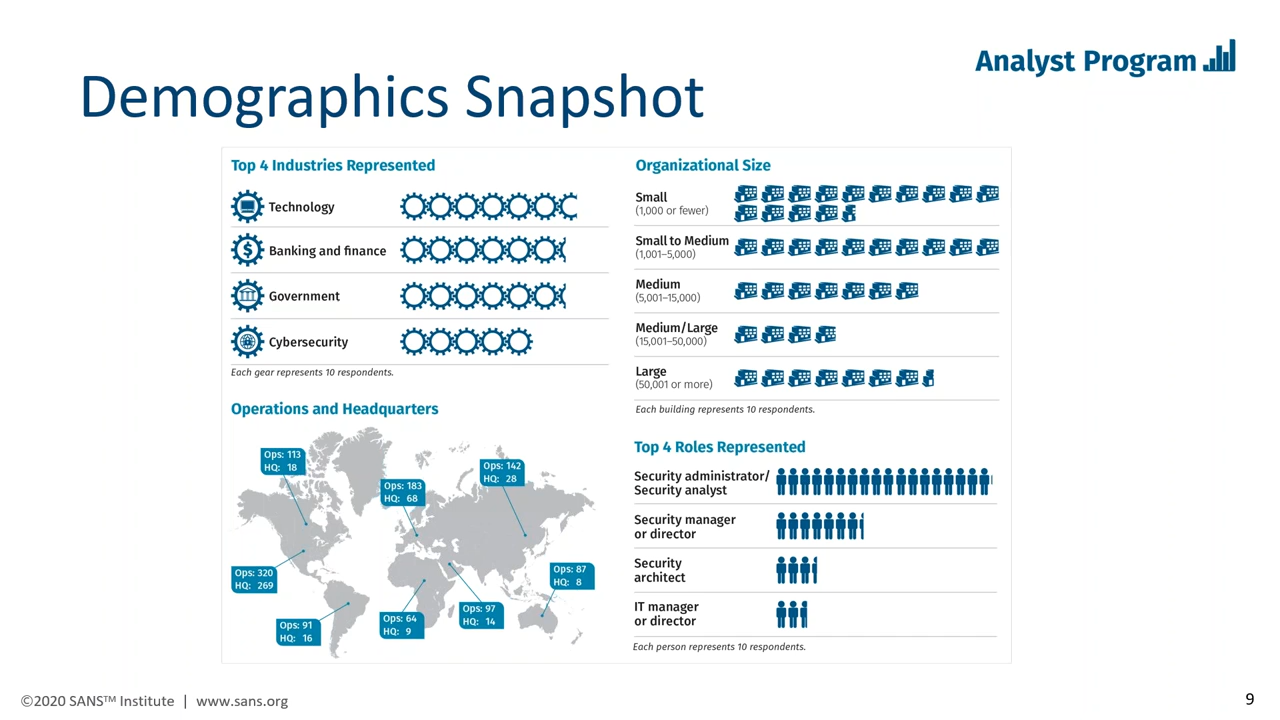 Analyst Program
Demographics Snapshot
Top 4 Industries Represented
Technology
Banking and finance
Government
Cybersecurity
Each gear represents 10 respondents.
Operations and Headquarters
Ops: 113
HQ: 18
Ops: 183
HQ: 68
Ops: 142
HQ: 28
Ops: 320
HQ: 269
Ops: 87
HQ: 8
Ops: 91
HQ: 16
Ops: 64
HQ: 9
Ops: 97
HQ: 14
Organizational Size
Small
(1,000 or fewer)
Small to Medium
(1,001–5,000)
Medium
(5,001–15,000)
Medium/Large
(15,001–50,000)
Large
(50,001 or more)
Each building represents 10 respondents.
Top 4 Roles Represented
Security administrator/
Security analyst
Security manager
or director
Security
architect
IT manager
or director
Each person represents 10 respondents.
©2020 SANS™ Institute | www.sans.org
9